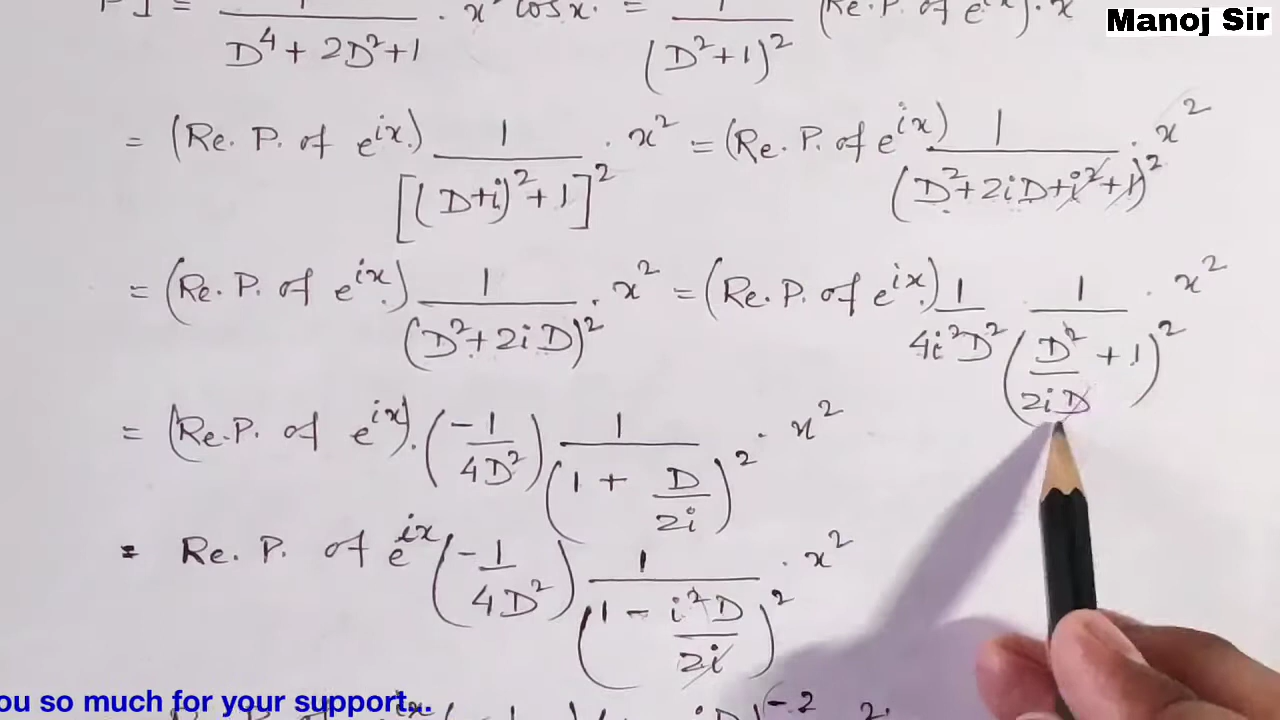 Manoj Sir
P I = 1/(D⁴ + 2D² + 1) · x² cos x. = 1/(D² + 1)² (Re. P. of e^{ix}) · x
= (Re. P. of e^{ix}) 1/[(D+i)² + 1]² · x² = (Re. P. of e^{ix}) 1/(D² + 2iD + i² + 1)² · x²
= (Re. P. of e^{ix}) 1/(D² + 2iD)² · x² = (Re. P. of e^{ix}) 1/(4i²D²) 1/(D²/(2iD) + 1)² · x²
= (Re. P. of e^{ix}) · (-1/(4D²)) 1/(1 + D/(2i))² · x²
= Re. P. of e^{ix} (-1/(4D²)) 1/(1 - i²D/(2i))² · x²
ou so much for your support...